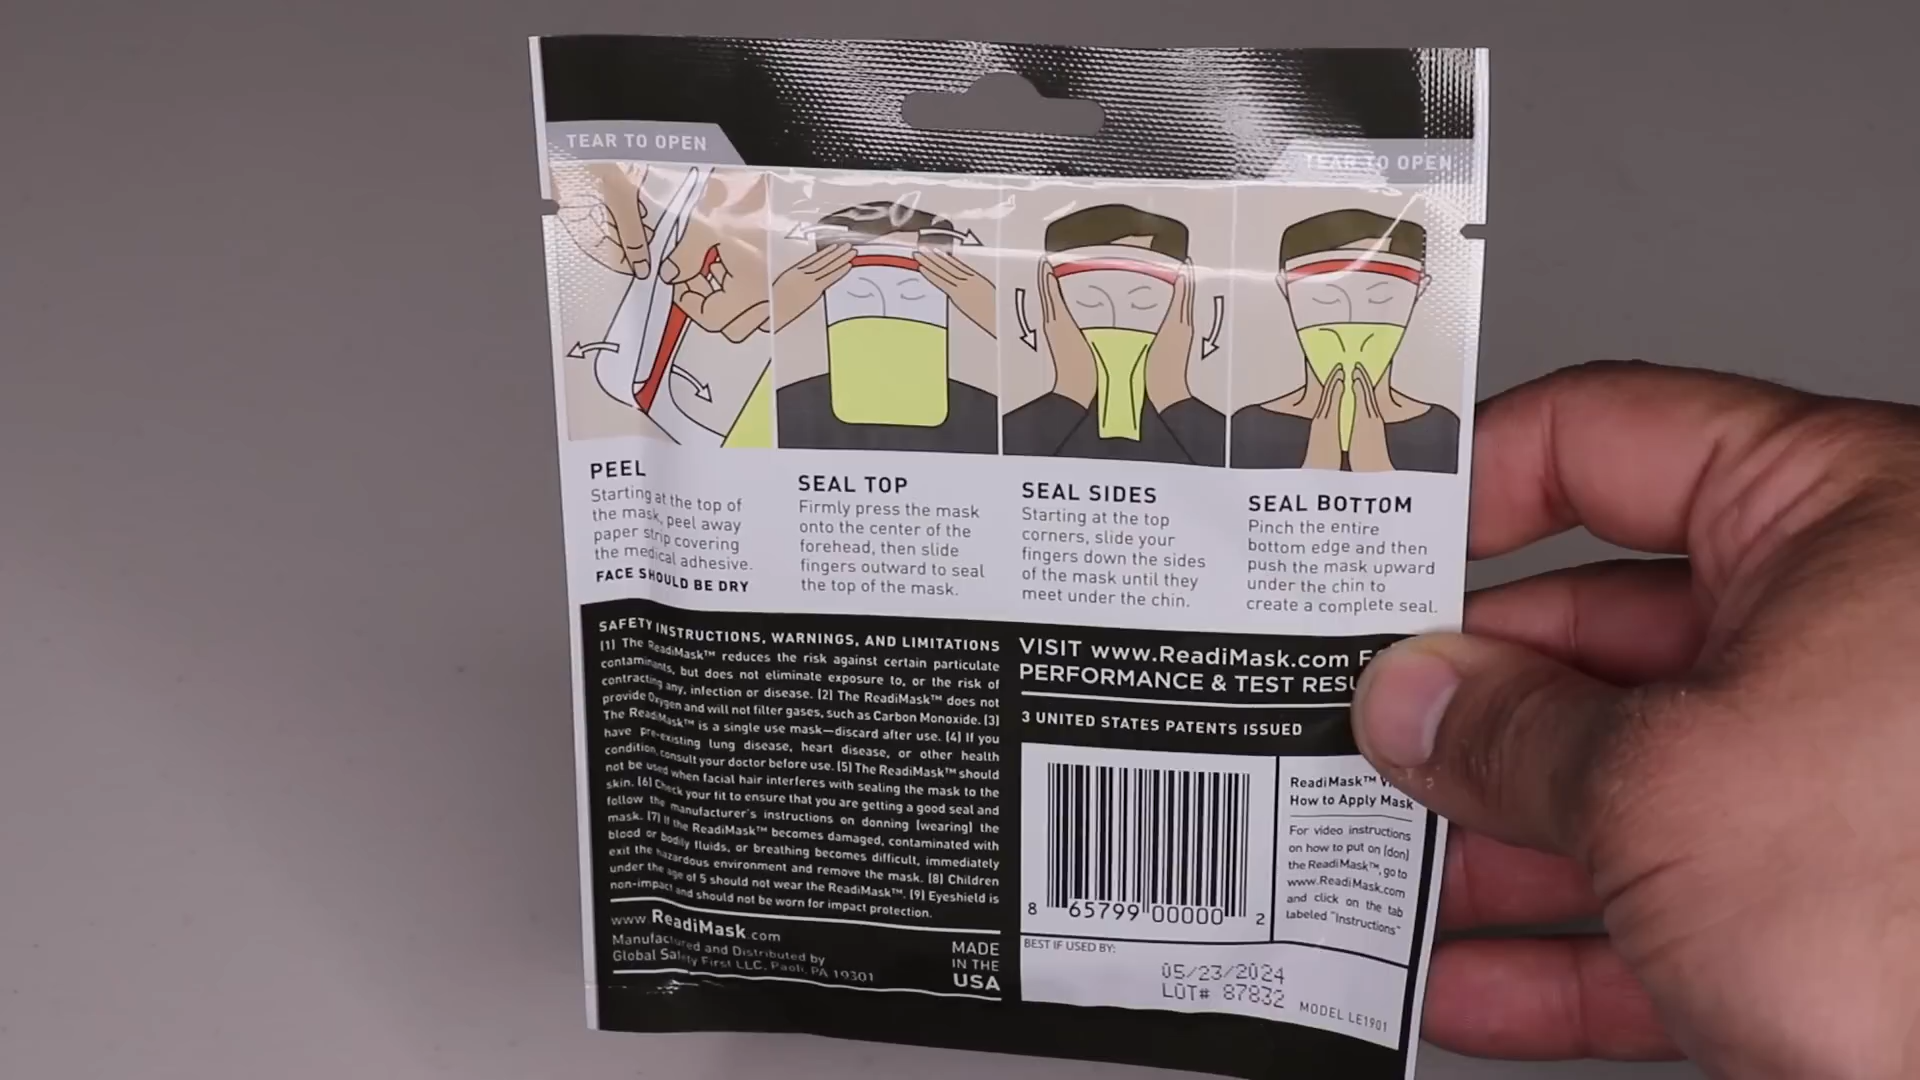 TEAR TO OPEN
TEAR TO OPEN
PEEL
Starting at the top of
the mask, peel away
paper strip covering
the medical adhesive.
FACE SHOULD BE DRY
SEAL TOP
Firmly press the mask
onto the center of the
forehead, then slide
fingers outward to seal
the top of the mask.
SEAL SIDES
Starting at the top
corners, slide your
fingers down the sides
of the mask until they
meet under the chin.
SEAL BOTTOM
Pinch the entire
bottom edge and then
push the mask upward
under the chin to
create a complete seal.
SAFETY INSTRUCTIONS, WARNINGS, AND LIMITATIONS
(1) The ReadiMask™ reduces the risk against certain particulate
contaminants, but does not eliminate exposure to, or the risk of
contracting any, infection or disease. (2) The ReadiMask™ does not
provide Oxygen and will not filter gases, such as Carbon Monoxide. (3)
The ReadiMask™ is a single use mask—discard after use. (4) If you
have pre-existing lung disease, heart disease, or other health
condition, consult your doctor before use. (5) The ReadiMask™ should
not be used when facial hair interferes with sealing the mask to the
skin. (6) Check your fit to ensure that you are getting a good seal and
follow the manufacturer's instructions on donning (wearing) the
mask. (7) If the ReadiMask™ becomes damaged, contaminated with
blood or bodily fluids, or breathing becomes difficult, immediately
exit the hazardous environment and remove the mask. (8) Children
under the age of 5 should not wear the ReadiMask™. (9) Eyeshield is
non-impact and should not be worn for impact protection.
www.ReadiMask.com
Manufactured and Distributed by
Global Safety First LLC, Paoli, PA 19301
MADE
IN THE
USA
VISIT www.ReadiMask.com
PERFORMANCE & TEST
3 UNITED STATES PATENTS ISSUED
8 65799 00000 2
ReadiMask™
How to Apply Mask
For video instructions
on how to put on (don)
the ReadiMask™, go to
www.ReadiMask.com
and click on the tab
labeled "Instructions"
BEST IF USED BY:
05/23/2024
LOT# 87832
MODEL LE1901